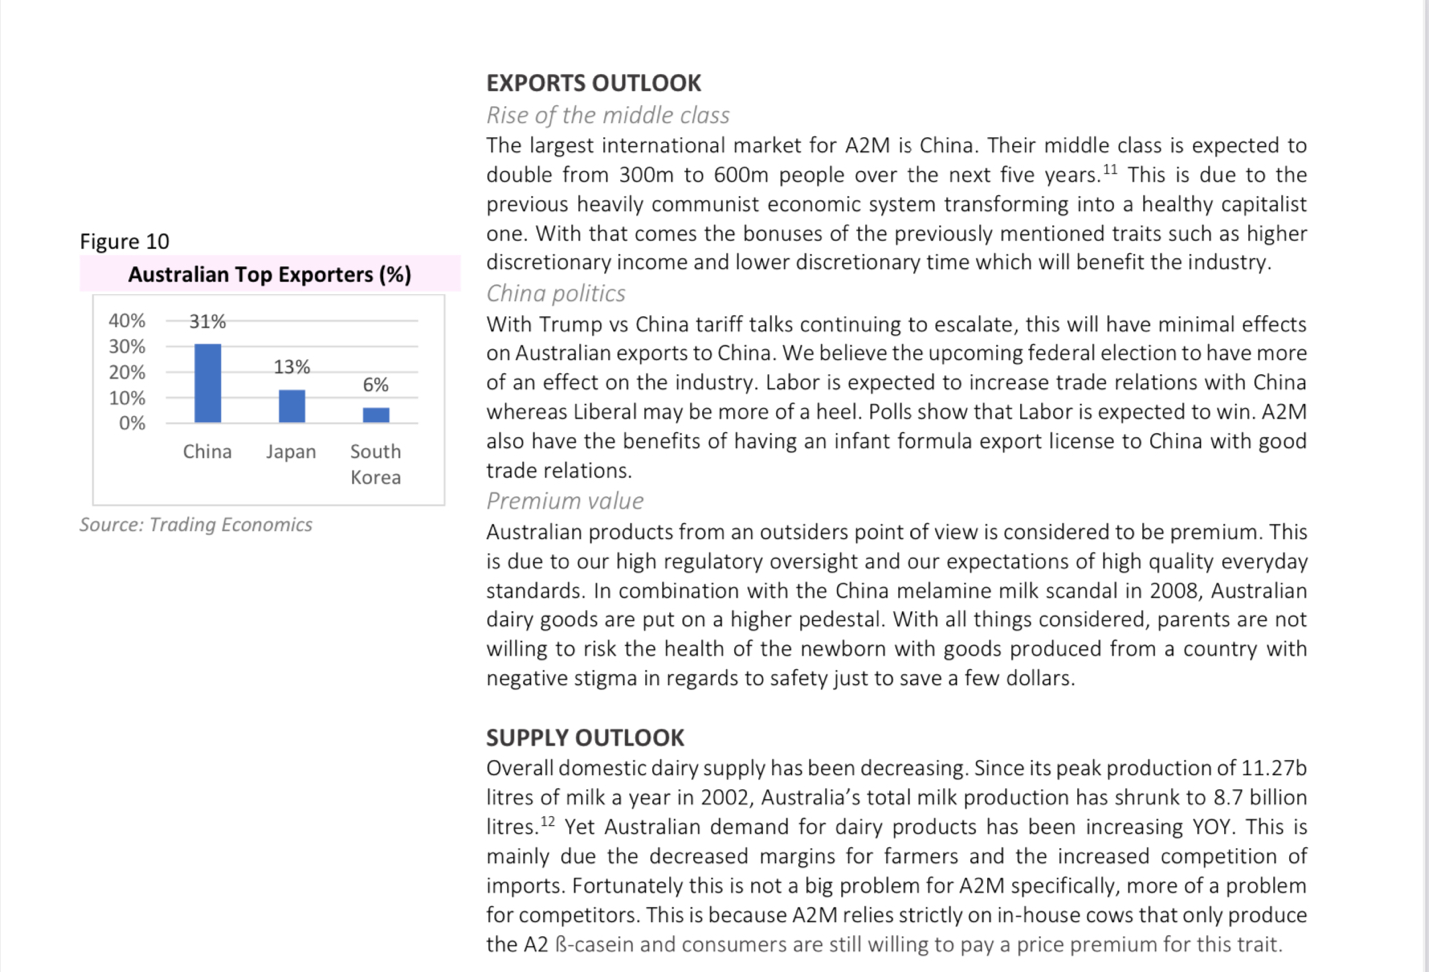 EXPORTS OUTLOOK
Rise of the middle class
The largest international market for A2M is China. Their middle class is expected to
double from 300m to 600m people over the next five years.11 This is due to the
previous heavily communist economic system transforming into a healthy capitalist
one. With that comes the bonuses of the previously mentioned traits such as higher
discretionary income and lower discretionary time which will benefit the industry.
China politics
With Trump vs China tariff talks continuing to escalate, this will have minimal effects
on Australian exports to China. We believe the upcoming federal election to have more
of an effect on the industry. Labor is expected to increase trade relations with China
whereas Liberal may be more of a heel. Polls show that Labor is expected to win. A2M
also have the benefits of having an infant formula export license to China with good
trade relations.
Premium value
Australian products from an outsiders point of view is considered to be premium. This
is due to our high regulatory oversight and our expectations of high quality everyday
standards. In combination with the China melamine milk scandal in 2008, Australian
dairy goods are put on a higher pedestal. With all things considered, parents are not
willing to risk the health of the newborn with goods produced from a country with
negative stigma in regards to safety just to save a few dollars.
Figure 10
Australian Top Exporters (%)
40%
30%
20%
10%
0%
31%
13%
6%
China
Japan
South
Korea
Source: Trading Economics
SUPPLY OUTLOOK
Overall domestic dairy supply has been decreasing. Since its peak production of 11.27b
litres of milk a year in 2002, Australia’s total milk production has shrunk to 8.7 billion
litres.12 Yet Australian demand for dairy products has been increasing YOY. This is
mainly due the decreased margins for farmers and the increased competition of
imports. Fortunately this is not a big problem for A2M specifically, more of a problem
for competitors. This is because A2M relies strictly on in-house cows that only produce
the A2 ß-casein and consumers are still willing to pay a price premium for this trait.